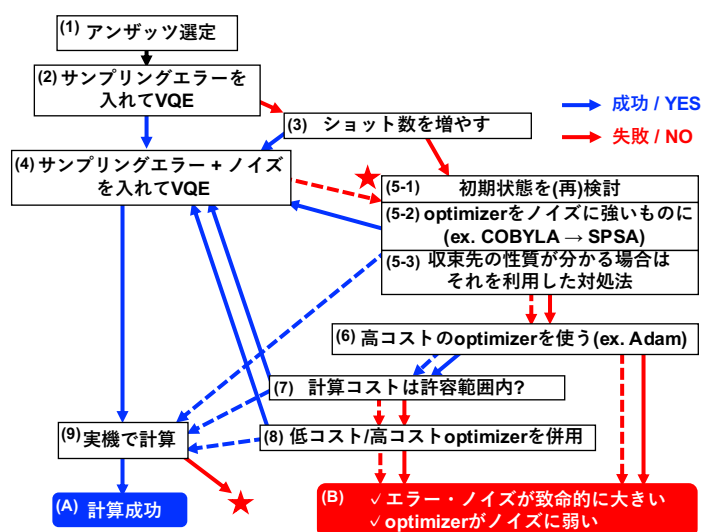 (1) アンザッツ選定
(2) サンプリングエラーを
入れてVQE
(3) ショット数を増やす
成功 / YES
失敗 / NO
(4) サンプリングエラー + ノイズ
を入れてVQE
(5-1) 初期状態を(再)検討
(5-2) optimizerをノイズに強いものに
(ex. COBYLA → SPSA)
(5-3) 収束先の性質が分かる場合は
それを利用した対処法
(6) 高コストのoptimizerを使う(ex. Adam)
(7) 計算コストは許容範囲内?
(8) 低コスト/高コストoptimizerを併用
(9) 実機で計算
(A) 計算成功
(B) ✓エラー・ノイズが致命的に大きい
✓optimizerがノイズに弱い